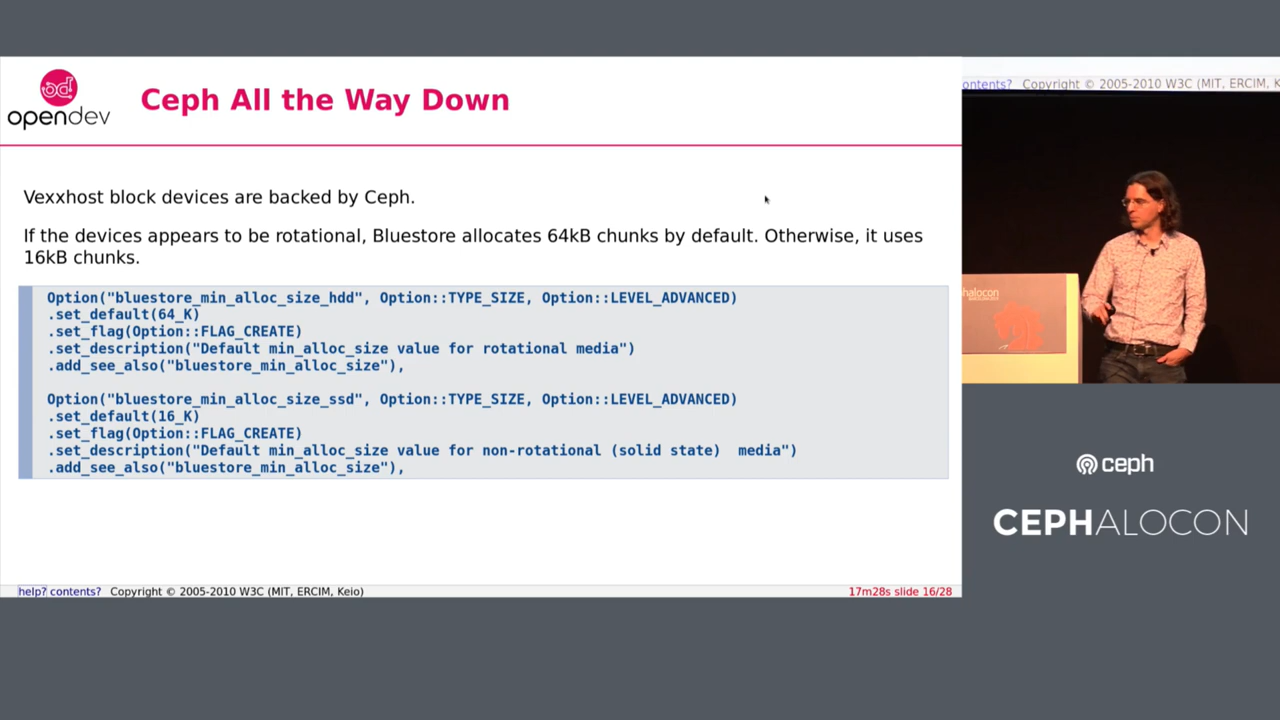 opendev
Ceph All the Way Down
Vexxhost block devices are backed by Ceph.
If the devices appears to be rotational, Bluestore allocates 64kB chunks by default. Otherwise, it uses
16kB chunks.
Option("bluestore_min_alloc_size_hdd", Option::TYPE_SIZE, Option::LEVEL_ADVANCED)
.set_default(64_K)
.set_flag(Option::FLAG_CREATE)
.set_description("Default min_alloc_size value for rotational media")
.add_see_also("bluestore_min_alloc_size"),
Option("bluestore_min_alloc_size_ssd", Option::TYPE_SIZE, Option::LEVEL_ADVANCED)
.set_default(16_K)
.set_flag(Option::FLAG_CREATE)
.set_description("Default min_alloc_size value for non-rotational (solid state)  media")
.add_see_also("bluestore_min_alloc_size"),
help? contents? Copyright © 2005-2010 W3C (MIT, ERCIM, Keio)
17m28s slide 16/28
ontents? Copyright © 2005-2010 W3C (MIT, ERCIM, K
halocon
ceph
CEPHALOCON